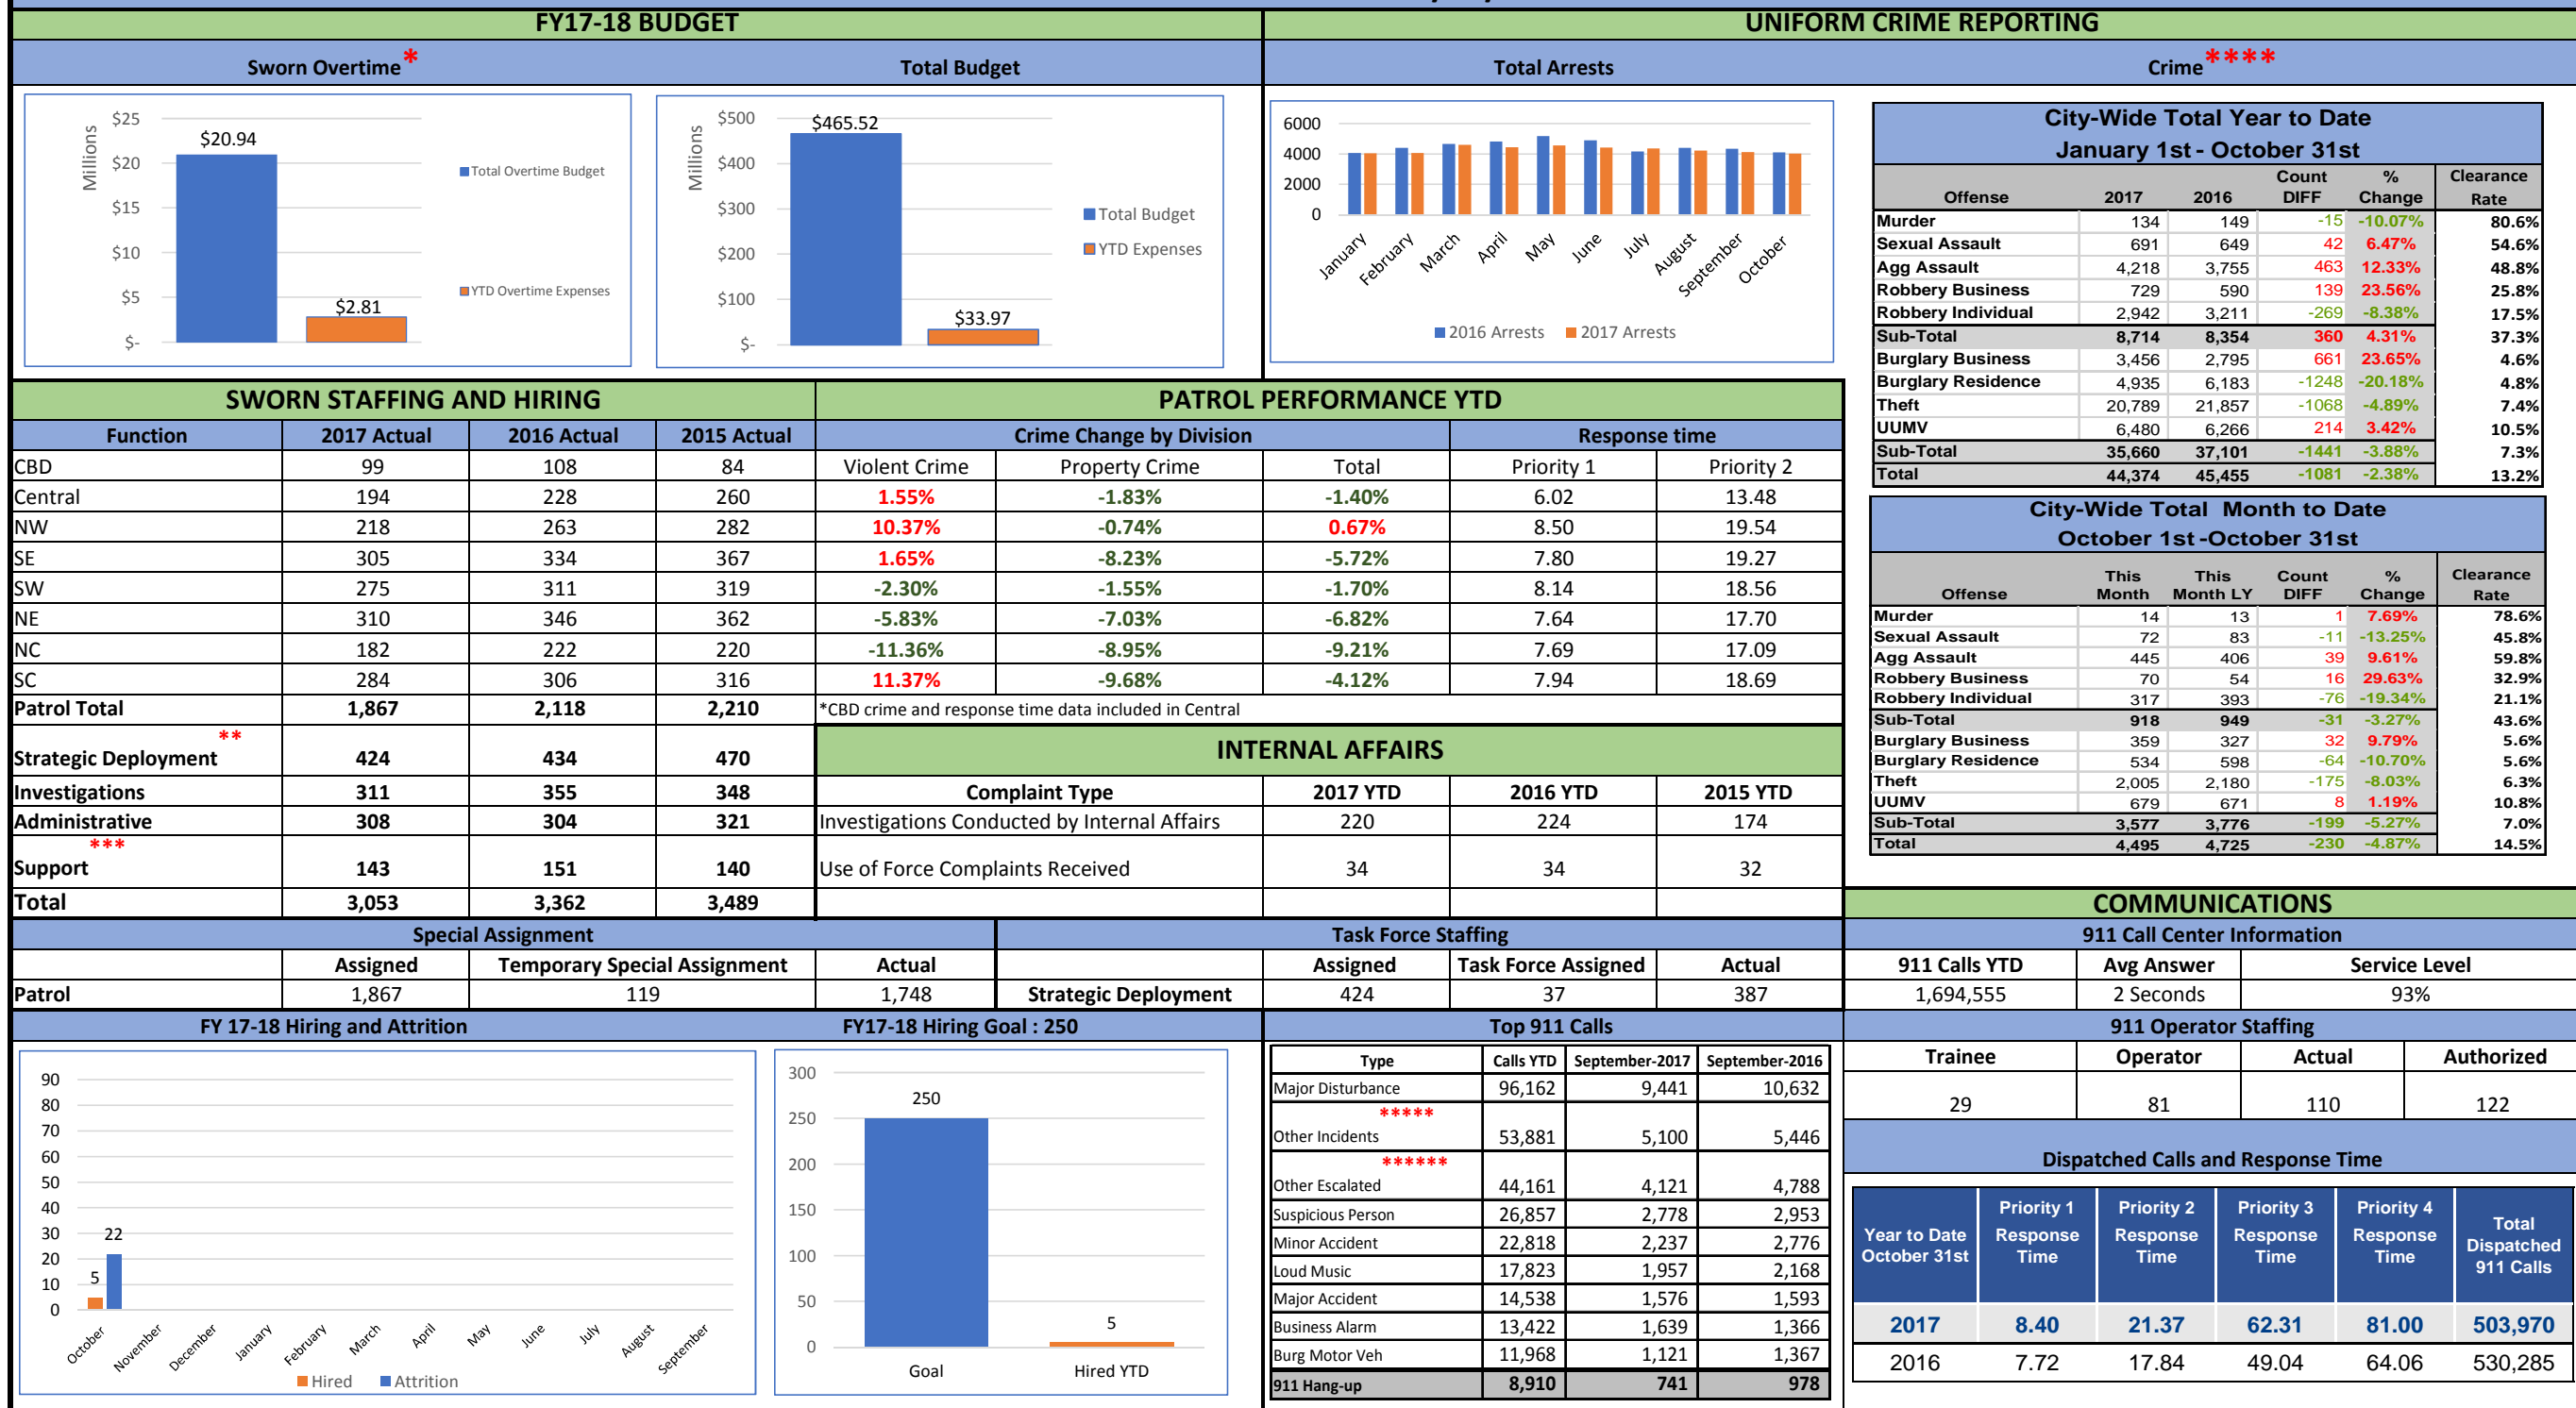 FY17-18 BUDGET
UNIFORM CRIME REPORTING
Sworn Overtime*
Total Budget
Total Arrests
Crime****
Millions
$25
$20
$15
$10
$5
$-
$20.94
$2.81
Total Overtime Budget
YTD Overtime Expenses
Millions
$500
$400
$300
$200
$100
$-
$465.52
$33.97
Total Budget
YTD Expenses
6000
4000
2000
0
January February March April May June July August September October
2016 Arrests 2017 Arrests
City-Wide Total Year to Date
January 1st - October 31st
Offense 2017 2016 Count DIFF % Change Clearance Rate
Murder 134 149 -15 -10.07% 80.6%
Sexual Assault 691 649 42 6.47% 54.6%
Agg Assault 4,218 3,755 463 12.33% 48.8%
Robbery Business 729 590 139 23.56% 25.8%
Robbery Individual 2,942 3,211 -269 -8.38% 17.5%
Sub-Total 8,714 8,354 360 4.31% 37.3%
Burglary Business 3,456 2,795 661 23.65% 4.6%
Burglary Residence 4,935 6,183 -1248 -20.18% 4.8%
Theft 20,789 21,857 -1068 -4.89% 7.4%
UUMV 6,480 6,266 214 3.42% 10.5%
Sub-Total 35,660 37,101 -1441 -3.88% 7.3%
Total 44,374 45,455 -1081 -2.38% 13.2%
City-Wide Total Month to Date
October 1st -October 31st
Offense This Month This Month LY Count DIFF % Change Clearance Rate
Murder 14 13 1 7.69% 78.6%
Sexual Assault 72 83 -11 -13.25% 45.8%
Agg Assault 445 406 39 9.61% 59.8%
Robbery Business 70 54 16 29.63% 32.9%
Robbery Individual 317 393 -76 -19.34% 21.1%
Sub-Total 918 949 -31 -3.27% 43.6%
Burglary Business 359 327 32 9.79% 5.6%
Burglary Residence 534 598 -64 -10.70% 5.6%
Theft 2,005 2,180 -175 -8.03% 6.3%
UUMV 679 671 8 1.19% 10.8%
Sub-Total 3,577 3,776 -199 -5.27% 7.0%
Total 4,495 4,725 -230 -4.87% 14.5%
SWORN STAFFING AND HIRING
PATROL PERFORMANCE YTD
Function 2017 Actual 2016 Actual 2015 Actual Crime Change by Division Response time
CBD 99 108 84 Violent Crime Property Crime Total Priority 1 Priority 2
Central 194 228 260 1.55% -1.83% -1.40% 6.02 13.48
NW 218 263 282 10.37% -0.74% 0.67% 8.50 19.54
SE 305 334 367 1.65% -8.23% -5.72% 7.80 19.27
SW 275 311 319 -2.30% -1.55% -1.70% 8.14 18.56
NE 310 346 362 -5.83% -7.03% -6.82% 7.64 17.70
NC 182 222 220 -11.36% -8.95% -9.21% 7.69 17.09
SC 284 306 316 11.37% -9.68% -4.12% 7.94 18.69
Patrol Total 1,867 2,118 2,210 *CBD crime and response time data included in Central
**
Strategic Deployment 424 434 470
Investigations 311 355 348
Administrative 308 304 321
***
Support 143 151 140
Total 3,053 3,362 3,489
INTERNAL AFFAIRS
Complaint Type 2017 YTD 2016 YTD 2015 YTD
Investigations Conducted by Internal Affairs 220 224 174
Use of Force Complaints Received 34 34 32
Special Assignment
Assigned Temporary Special Assignment Actual
Patrol 1,867 119 1,748
Task Force Staffing
Assigned Task Force Assigned Actual
Strategic Deployment 424 37 387
COMMUNICATIONS
911 Call Center Information
911 Calls YTD Avg Answer Service Level
1,694,555 2 Seconds 93%
FY 17-18 Hiring and Attrition
FY17-18 Hiring Goal : 250
90
80
70
60
50
40
30
20
10
0
5
22
October November December January February March April May June July August September
Hired Attrition
300
250
200
150
100
50
0
250
5
Goal Hired YTD
Top 911 Calls
Type Calls YTD September-2017 September-2016
Major Disturbance 96,162 9,441 10,632
*****
Other Incidents 53,881 5,100 5,446
******
Other Escalated 44,161 4,121 4,788
Suspicious Person 26,857 2,778 2,953
Minor Accident 22,818 2,237 2,776
Loud Music 17,823 1,957 2,168
Major Accident 14,538 1,576 1,593
Business Alarm 13,422 1,639 1,366
Burg Motor Veh 11,968 1,121 1,367
911 Hang-up 8,910 741 978
911 Operator Staffing
Trainee Operator Actual Authorized
29 81 110 122
Dispatched Calls and Response Time
Year to Date October 31st Priority 1 Response Time Priority 2 Response Time Priority 3 Response Time Priority 4 Response Time Total Dispatched 911 Calls
2017 8.40 21.37 62.31 81.00 503,970
2016 7.72 17.84 49.04 64.06 530,285